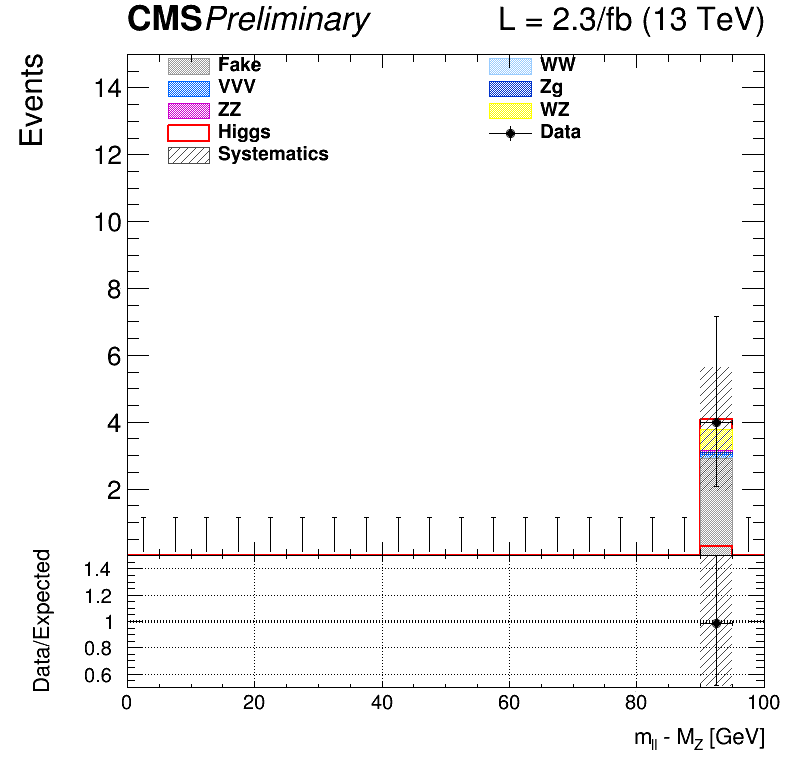 CMS Preliminary L = 2.3/fb (13 TeV)
Events
14
12
10
8
6
4
2
Fake WW
VVV Zg
ZZ WZ
Higgs Data
Systematics
Data/Expected
1.4
1.2
1
0.8
0.6
0 20 40 60 80 100
m_ll - M_Z [GeV]